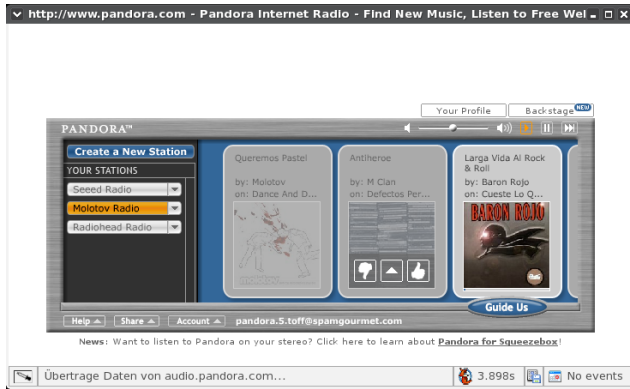 http://www.pandora.com - Pandora Internet Radio - Find New Music, Listen to Free Wel
Your Profile
Backstage NEW
PANDORA™
Create a New Station
YOUR STATIONS
Seeed Radio
Molotov Radio
Radiohead Radio
Queremos Pastel
by: Molotov
on: Dance And D...
Antiheroe
by: M Clan
on: Defectos Per...
Larga Vida Al Rock
& Roll
by: Baron Rojo
on: Cueste Lo Q...
BARON ROJO
Guide Us
Help
Share
Account
pandora.5.toff@spamgourmet.com
News: Want to listen to Pandora on your stereo? Click here to learn about Pandora for Squeezebox!
Übertrage Daten von audio.pandora.com...
3.898s
No events